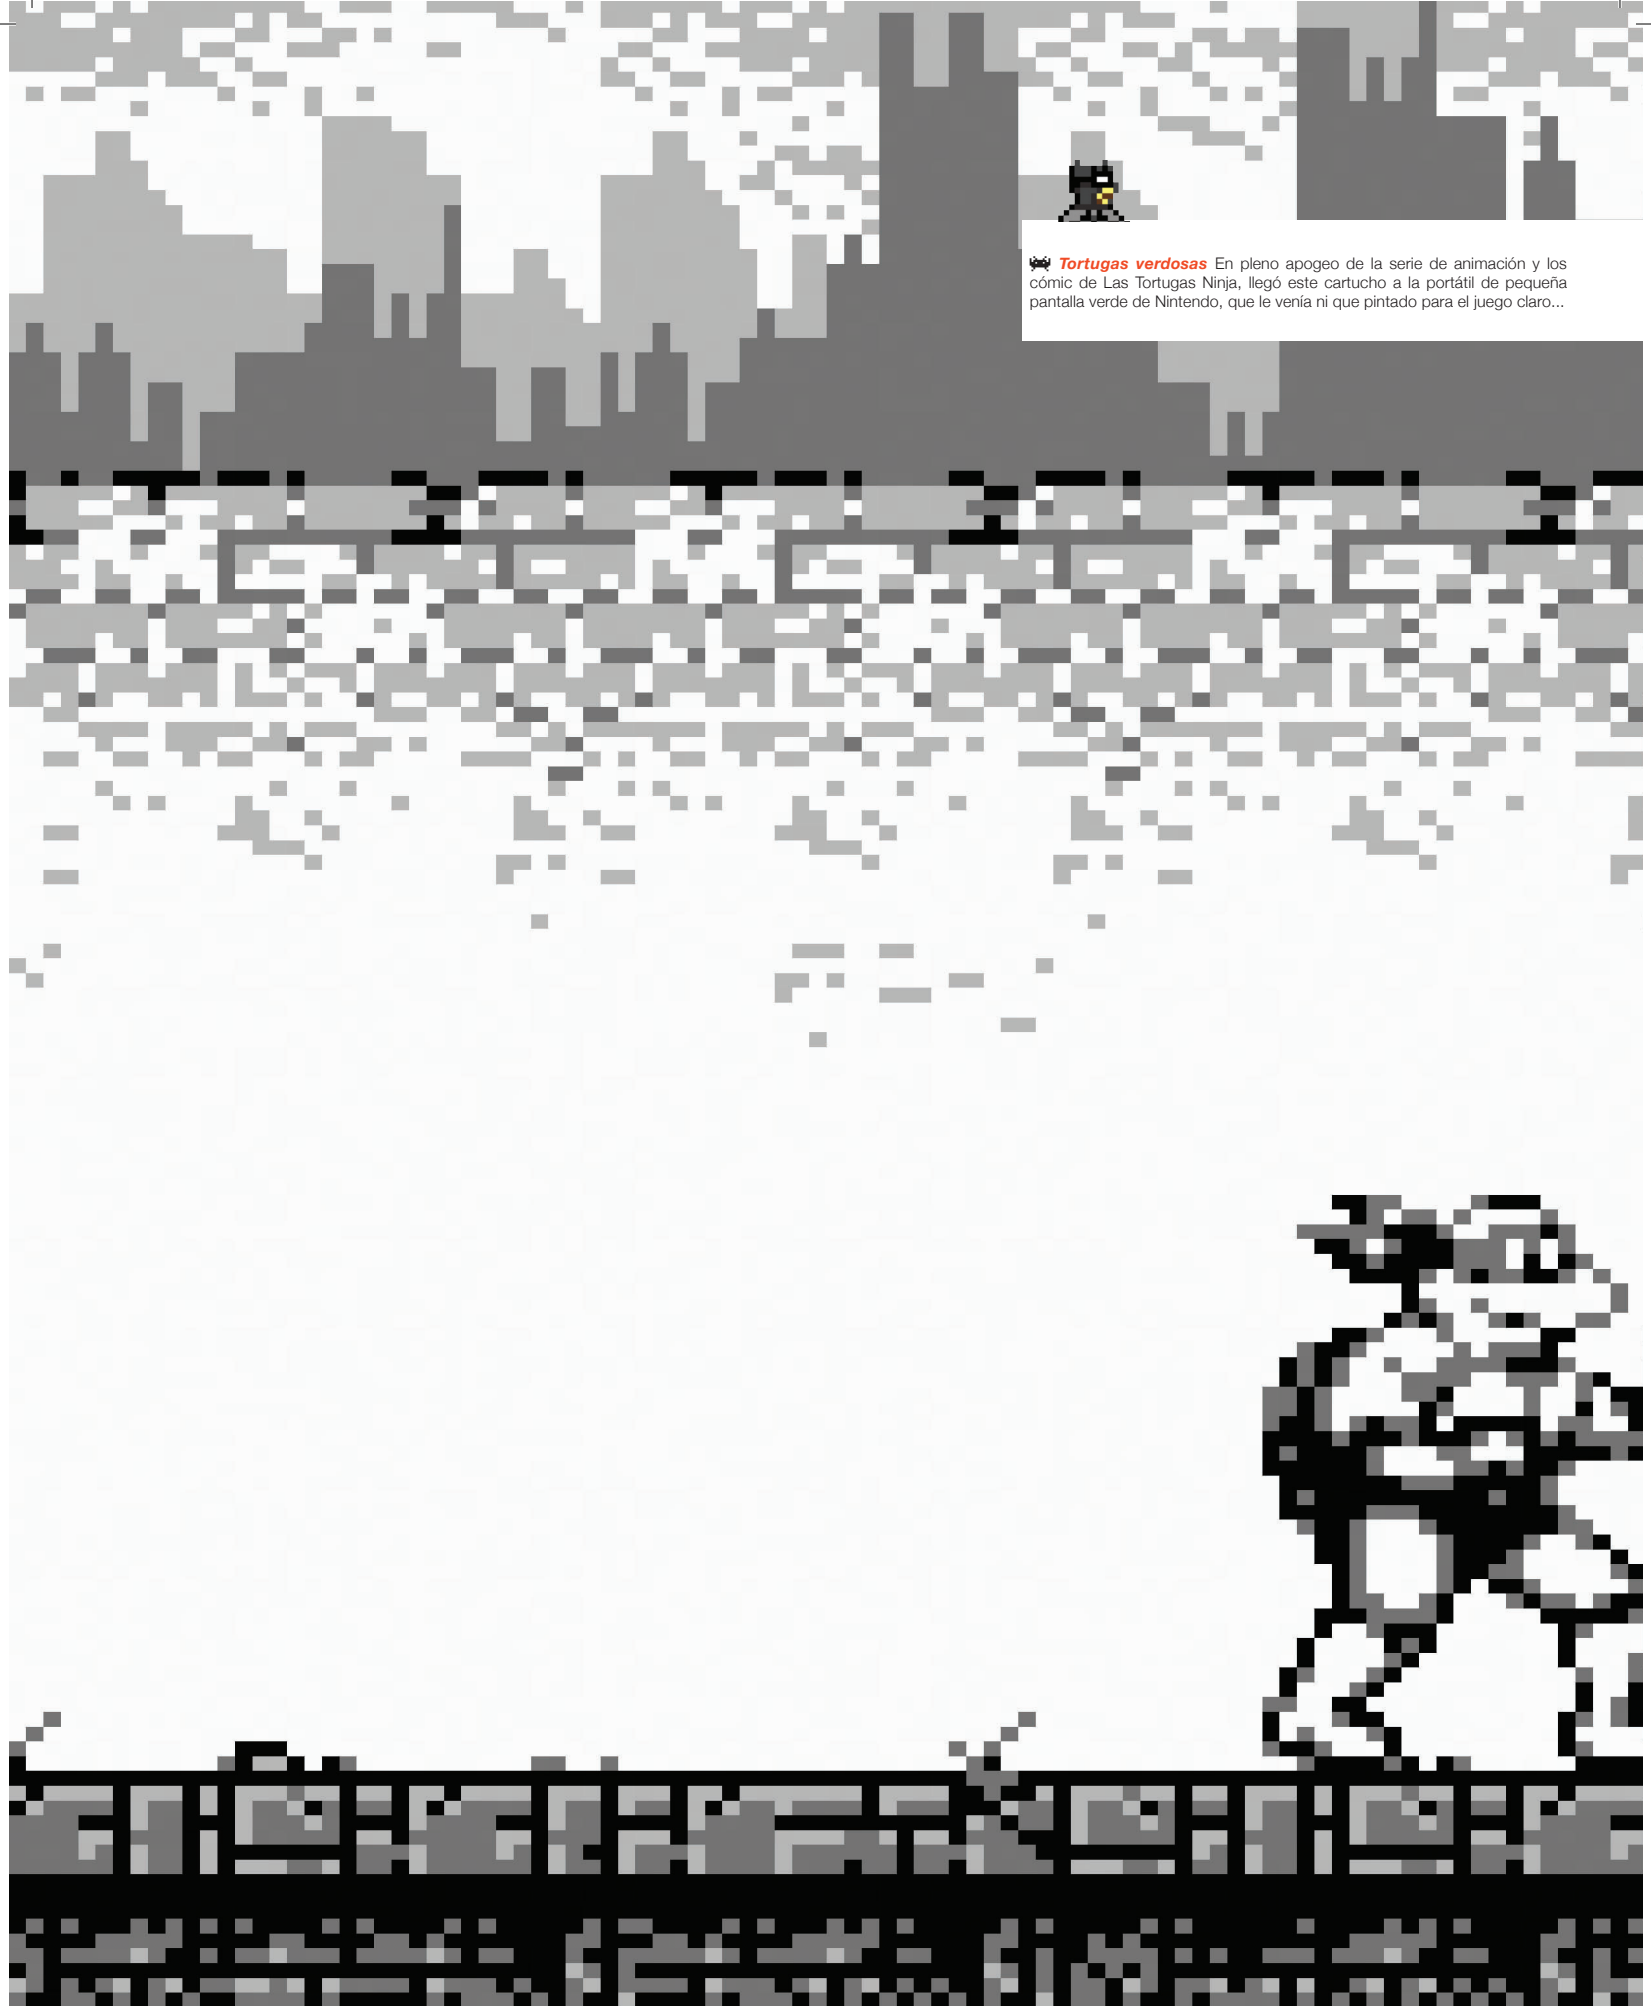 Tortugas verdosas En pleno apogeo de la serie de animación y los
cómic de Las Tortugas Ninja, llegó este cartucho a la portátil de pequeña
pantalla verde de Nintendo, que le venía ni que pintado para el juego claro...